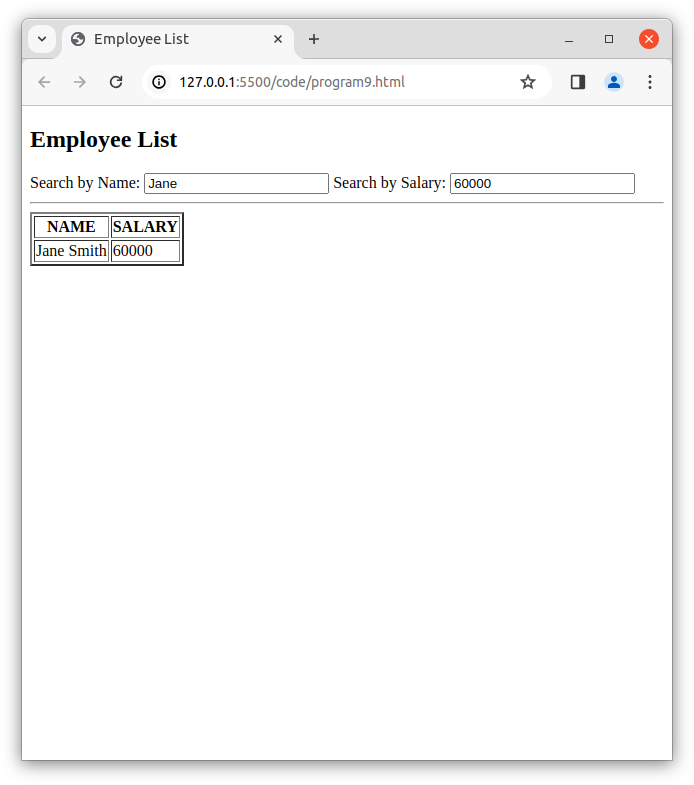 Employee List
127.0.0.1:5500/code/program9.html
Employee List
Search by Name: Jane Search by Salary: 60000
NAME SALARY
Jane Smith 60000